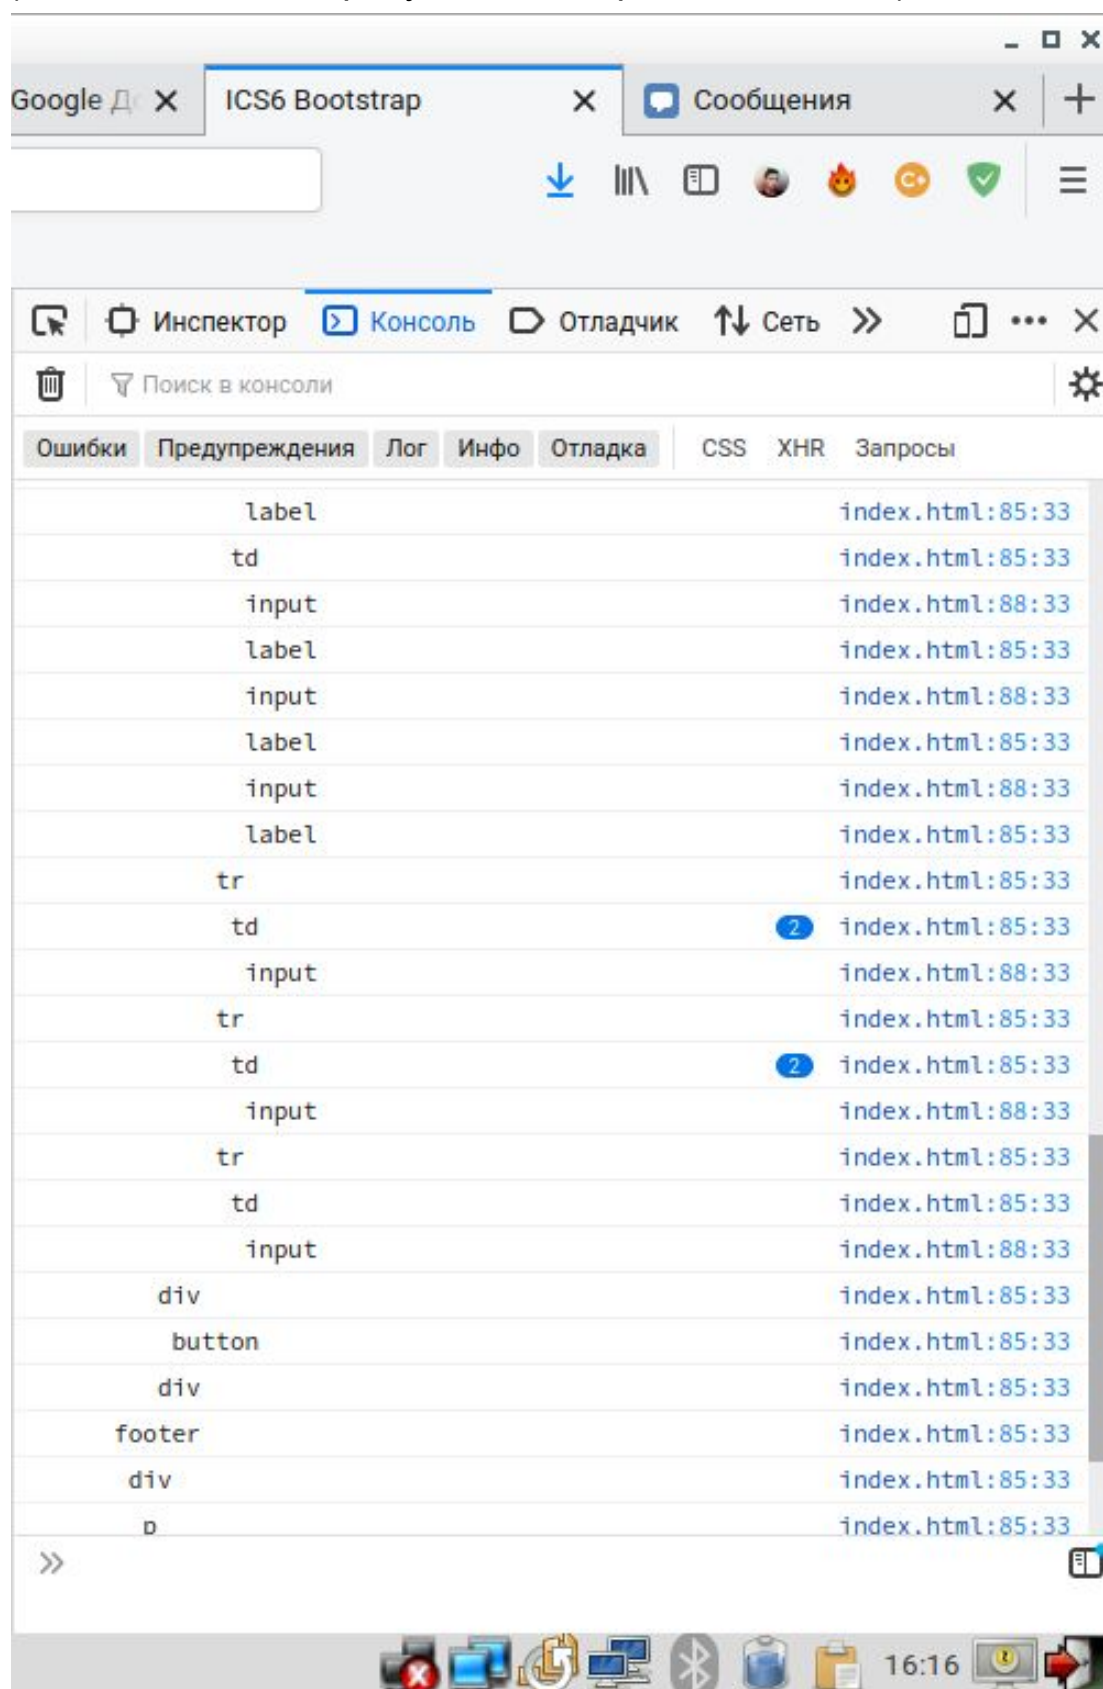 Google До
ICS6 Bootstrap
Сообщения
Инспектор Консоль Отладчик Сеть
Поиск в консоли
Ошибки Предупреждения Лог Инфо Отладка CSS XHR Запросы
label index.html:85:33
td index.html:85:33
input index.html:88:33
label index.html:85:33
input index.html:88:33
label index.html:85:33
input index.html:88:33
label index.html:85:33
tr index.html:85:33
td 2 index.html:85:33
input index.html:88:33
tr index.html:85:33
td 2 index.html:85:33
input index.html:88:33
tr index.html:85:33
td index.html:85:33
input index.html:88:33
div index.html:85:33
button index.html:85:33
div index.html:85:33
footer index.html:85:33
div index.html:85:33
p index.html:85:33
16:16